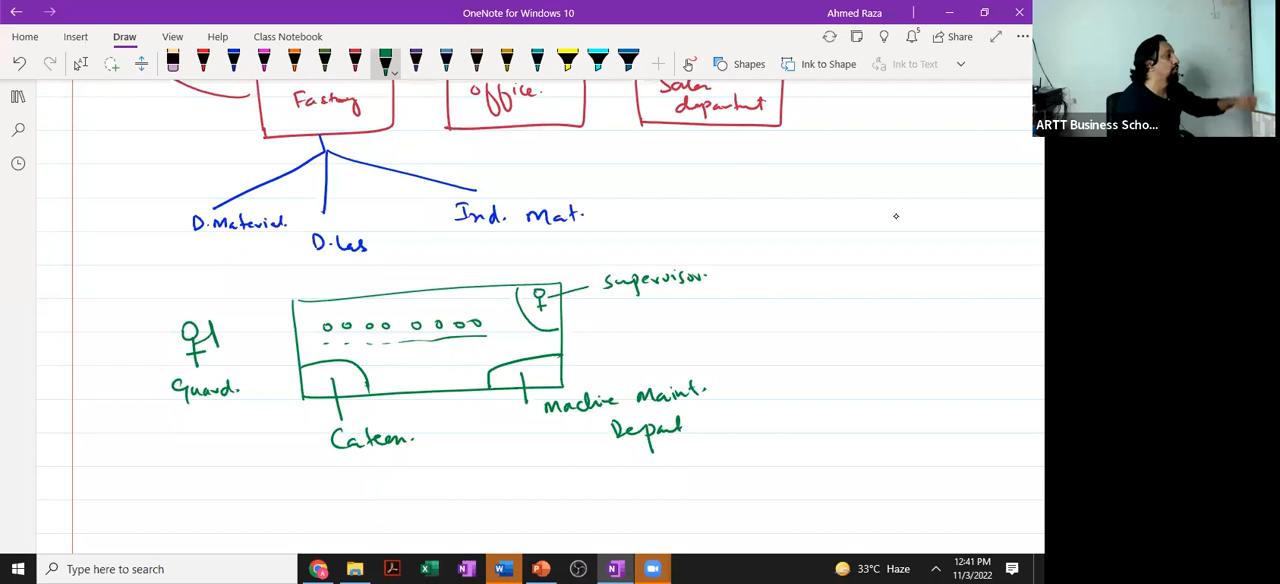 OneNote for Windows 10
Ahmed Raza
Home Insert Draw View Help Class Notebook
5 Share
Shapes Ink to Shape Ink to Text
Factory
office.
Sales
department
D.Material.
D.Lab
Ind. Mat.
Supervisor.
Guard.
Machine Maint.
Depart
Cateen.
ARTT Business Scho...
Type here to search
33°C Haze
12:41 PM
11/3/2022